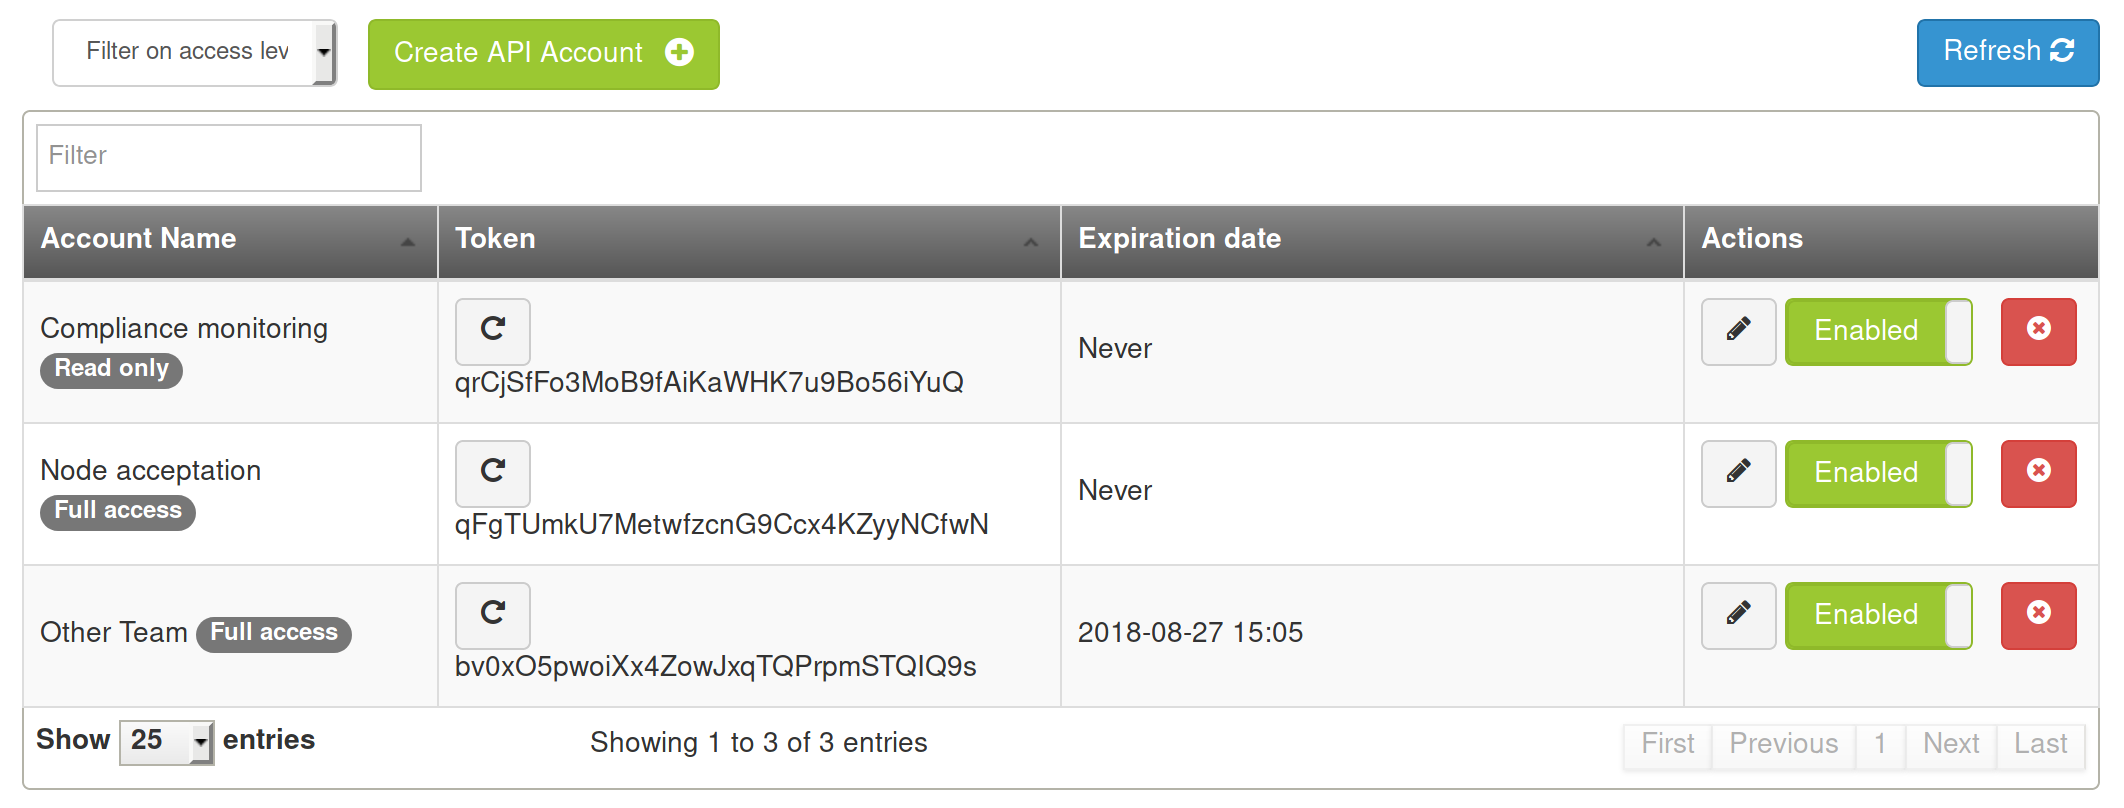 Filter on access lev
Create API Account
Refresh
Filter
Account Name
Token
Expiration date
Actions
Compliance monitoring
Read only
qrCjSfFo3MoB9fAiKaWHK7u9Bo56iYuQ
Never
Enabled
Node acceptation
Full access
qFgTUmkU7MetwfzcnG9Ccx4KZyyNCfwN
Never
Enabled
Other Team Full access
bv0xO5pwoiXx4ZowJxqTQPrpmSTQIQ9s
2018-08-27 15:05
Enabled
Show 25 entries
Showing 1 to 3 of 3 entries
First Previous 1 Next Last